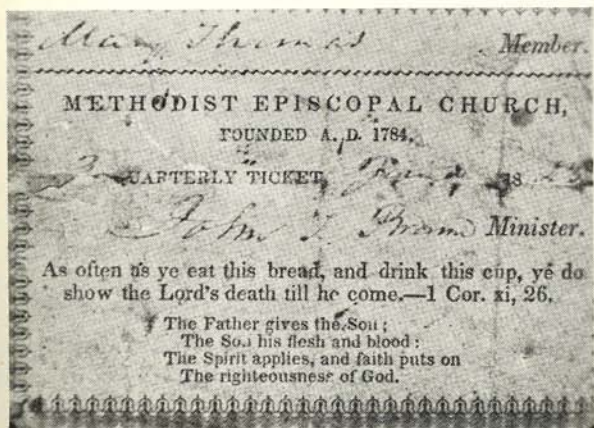 Mary Thomas Member.
METHODIST EPISCOPAL CHURCH,
FOUNDED A. D. 1784.
QUARTERLY TICKET, 18
John Minister.
As often as ye eat this bread, and drink this cup, ye do
show the Lord's death till he come.—1 Cor. xi, 26.
The Father gives the Son;
The Son his flesh and blood:
The Spirit applies, and faith puts on
The righteousness of God.